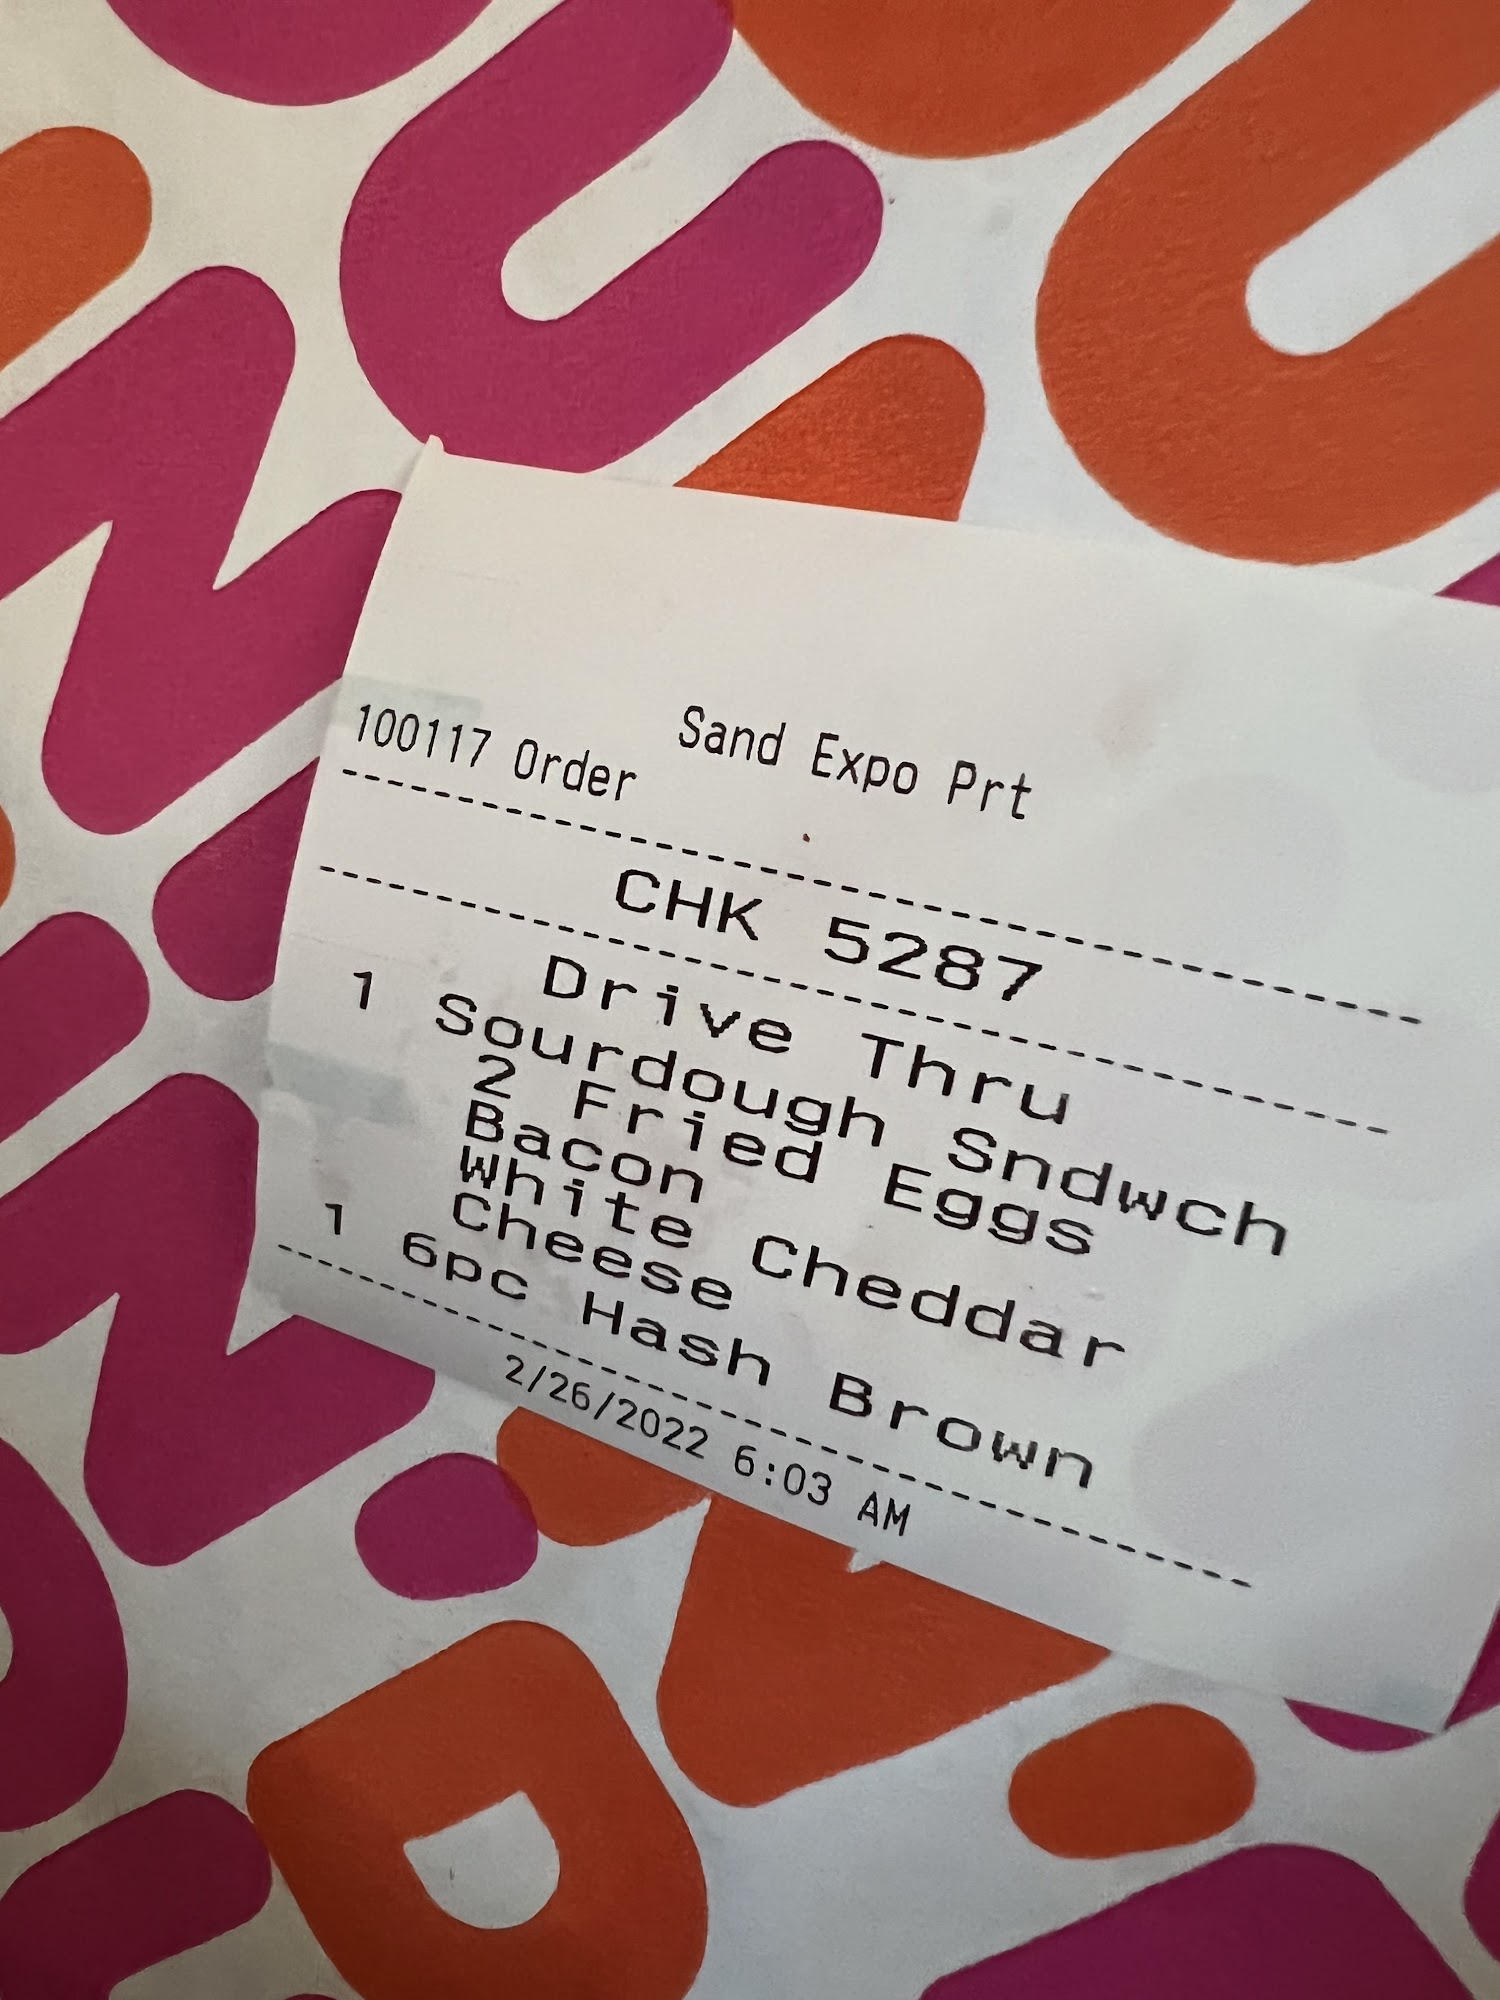 Sand Expo Prt
100117 Order
CHK 5287
Drive Thru
1 Sourdough Sndwch
2 Fried Eggs
Bacon
White Cheddar
Cheese
1 6pc Hash Brown
2/26/2022 6:03 AM